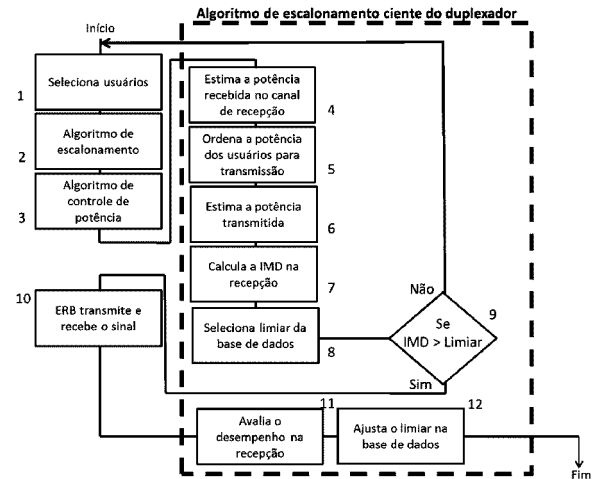 Algoritmo de escalonamento ciente do duplexador
Início
Seleciona usuários
1
Algoritmo de
escalonamento
2
Algoritmo de
controle de
potência
3
Estima a potência
recebida no canal
de recepção
4
Ordena a potência
dos usuários para
transmissão
5
Estima a potência
transmitida
6
Calcula a IMD na
recepção
7
Seleciona limiar da
base de dados
8
Não
9
Se
IMD > Limiar
Sim
10
ERB transmite e
recebe o sinal
11
Avalia o
desempenho na
recepção
12
Ajusta o limiar na
base de dados
Fim